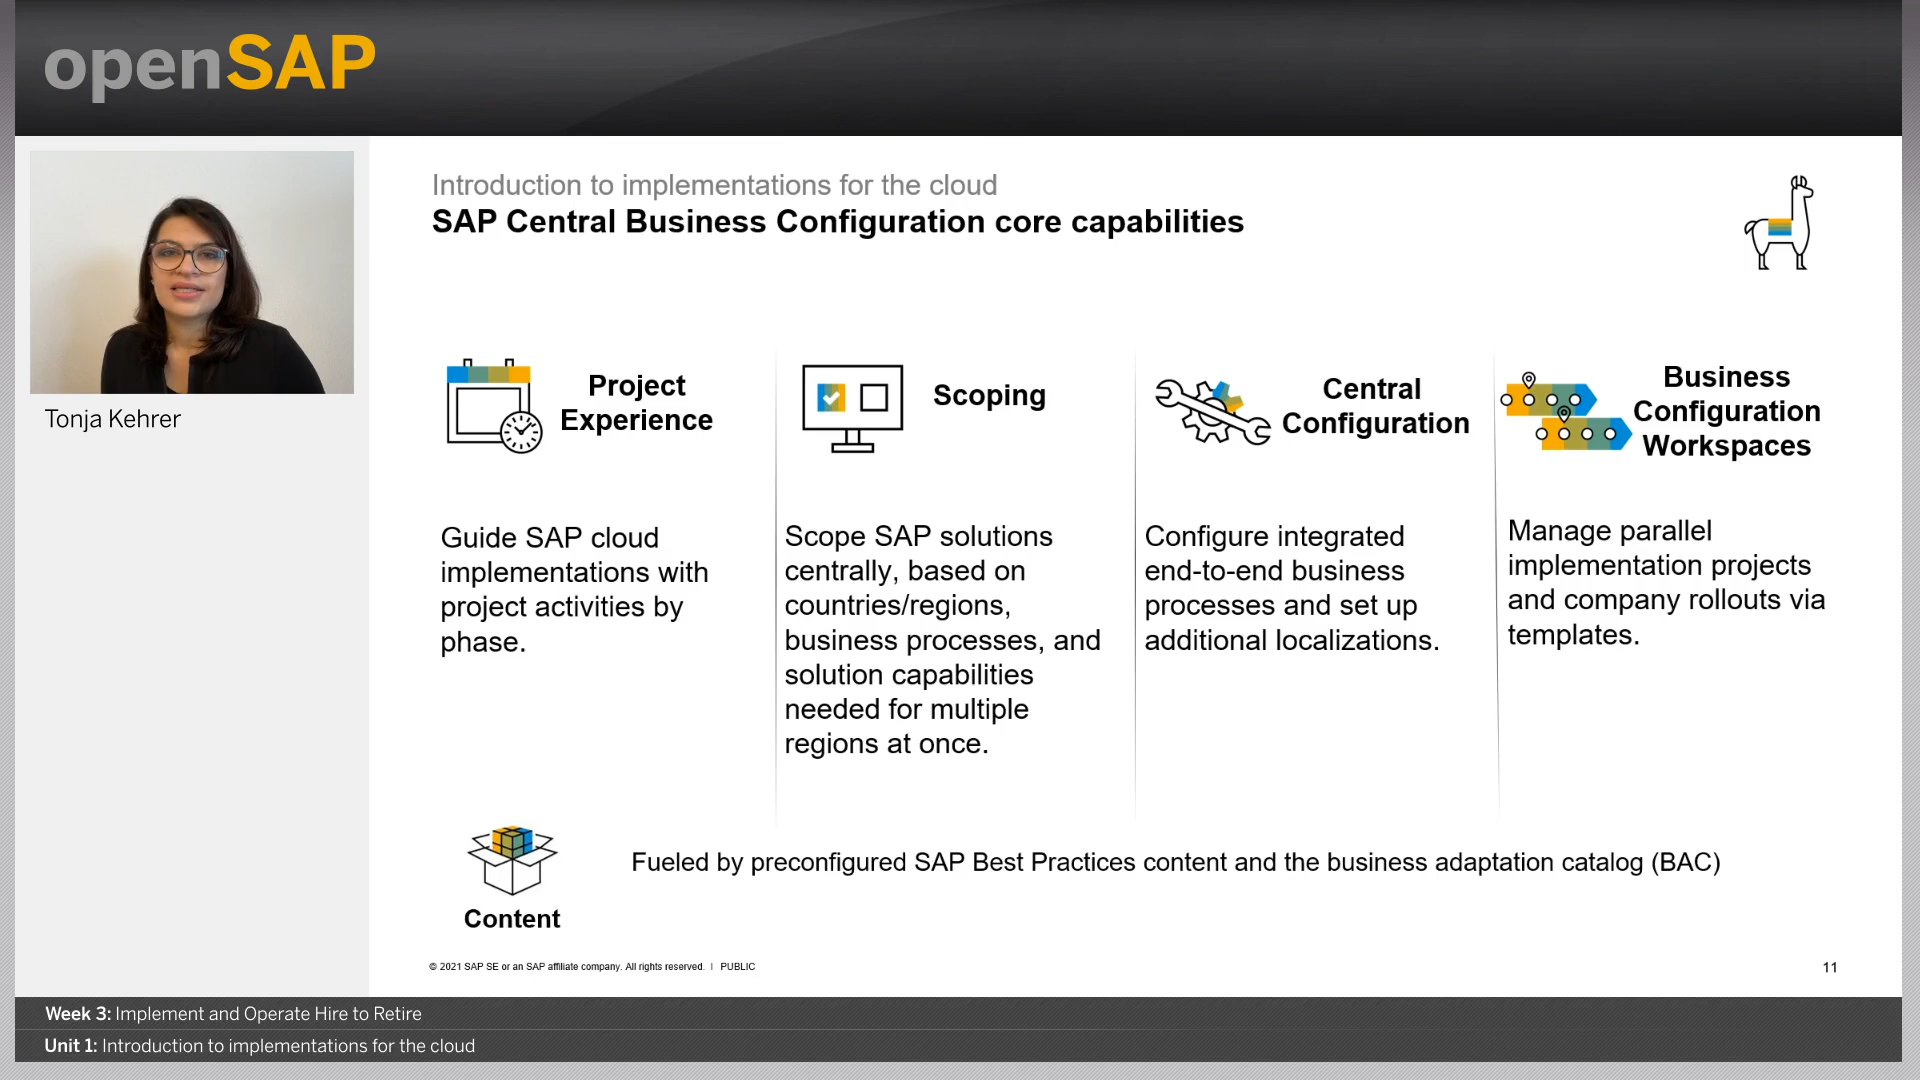 openSAP
Tonja Kehrer
Introduction to implementations for the cloud
SAP Central Business Configuration core capabilities
Project
Experience
Guide SAP cloud
implementations with
project activities by
phase.
Scoping
Scope SAP solutions
centrally, based on
countries/regions,
business processes, and
solution capabilities
needed for multiple
regions at once.
Central
Configuration
Configure integrated
end-to-end business
processes and set up
additional localizations.
Business
Configuration
Workspaces
Manage parallel
implementation projects
and company rollouts via
templates.
Content
Fueled by preconfigured SAP Best Practices content and the business adaptation catalog (BAC)
© 2021 SAP SE or an SAP affiliate company. All rights reserved. | PUBLIC
11
Week 3: Implement and Operate Hire to Retire
Unit 1: Introduction to implementations for the cloud